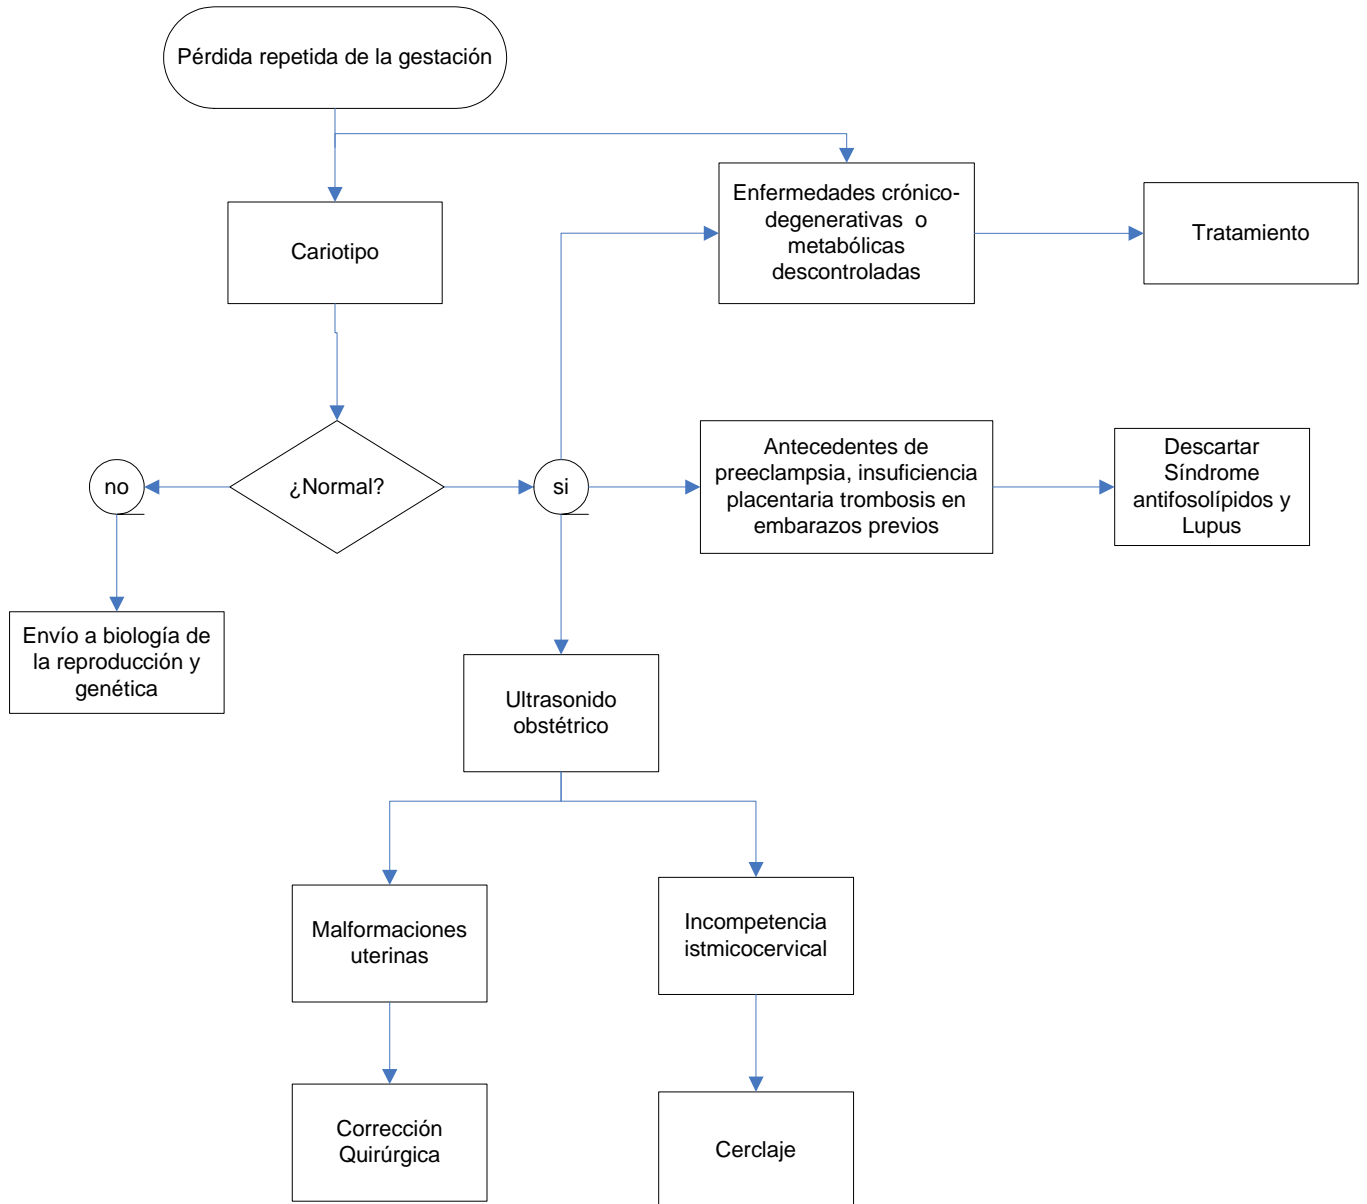 Pérdida repetida de la gestación
Cariotipo
Enfermedades crónico-
degenerativas o
metabólicas
descontroladas
Tratamiento
¿Normal?
no
si
Antecedentes de
preeclampsia, insuficiencia
placentaria trombosis en
embarazos previos
Descartar
Síndrome
antifosolípidos y
Lupus
Envío a biología de
la reproducción y
genética
Ultrasonido
obstétrico
Malformaciones
uterinas
Incompetencia
istmicocervical
Corrección
Quirúrgica
Cerclaje